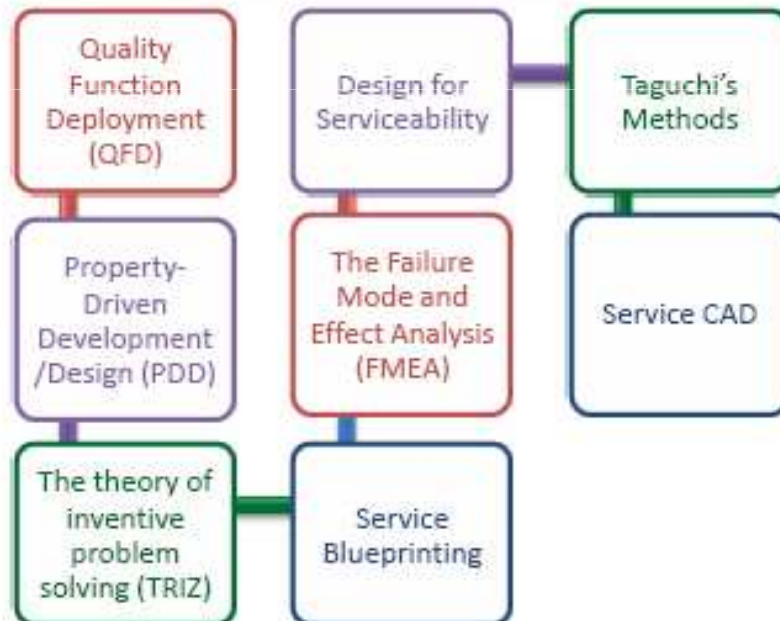 Quality
Function
Deployment
(QFD)
Property-
Driven
Development
/Design (PDD)
The theory of
inventive
problem
solving (TRIZ)
Service
Blueprinting
The Failure
Mode and
Effect Analysis
(FMEA)
Design for
Serviceability
Taguchi's
Methods
Service CAD